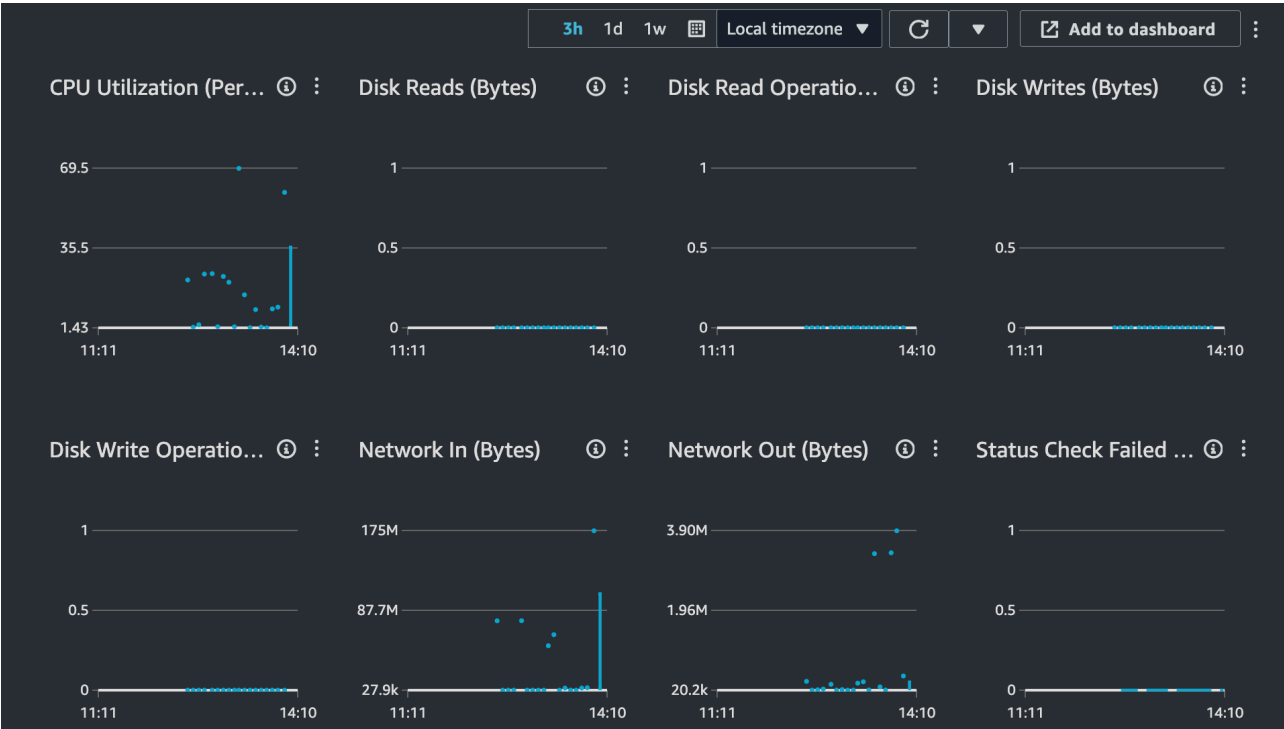 3h 1d 1w Local timezone Add to dashboard
CPU Utilization (Per... Disk Reads (Bytes) Disk Read Operatio... Disk Writes (Bytes)
69.5 1 1 1
35.5 0.5 0.5 0.5
1.43 0 0 0
11:11 14:10 11:11 14:10 11:11 14:10 11:11 14:10
Disk Write Operatio... Network In (Bytes) Network Out (Bytes) Status Check Failed ...
1 175M 3.90M 1
0.5 87.7M 1.96M 0.5
0 27.9k 20.2k 0
11:11 14:10 11:11 14:10 11:11 14:10 11:11 14:10